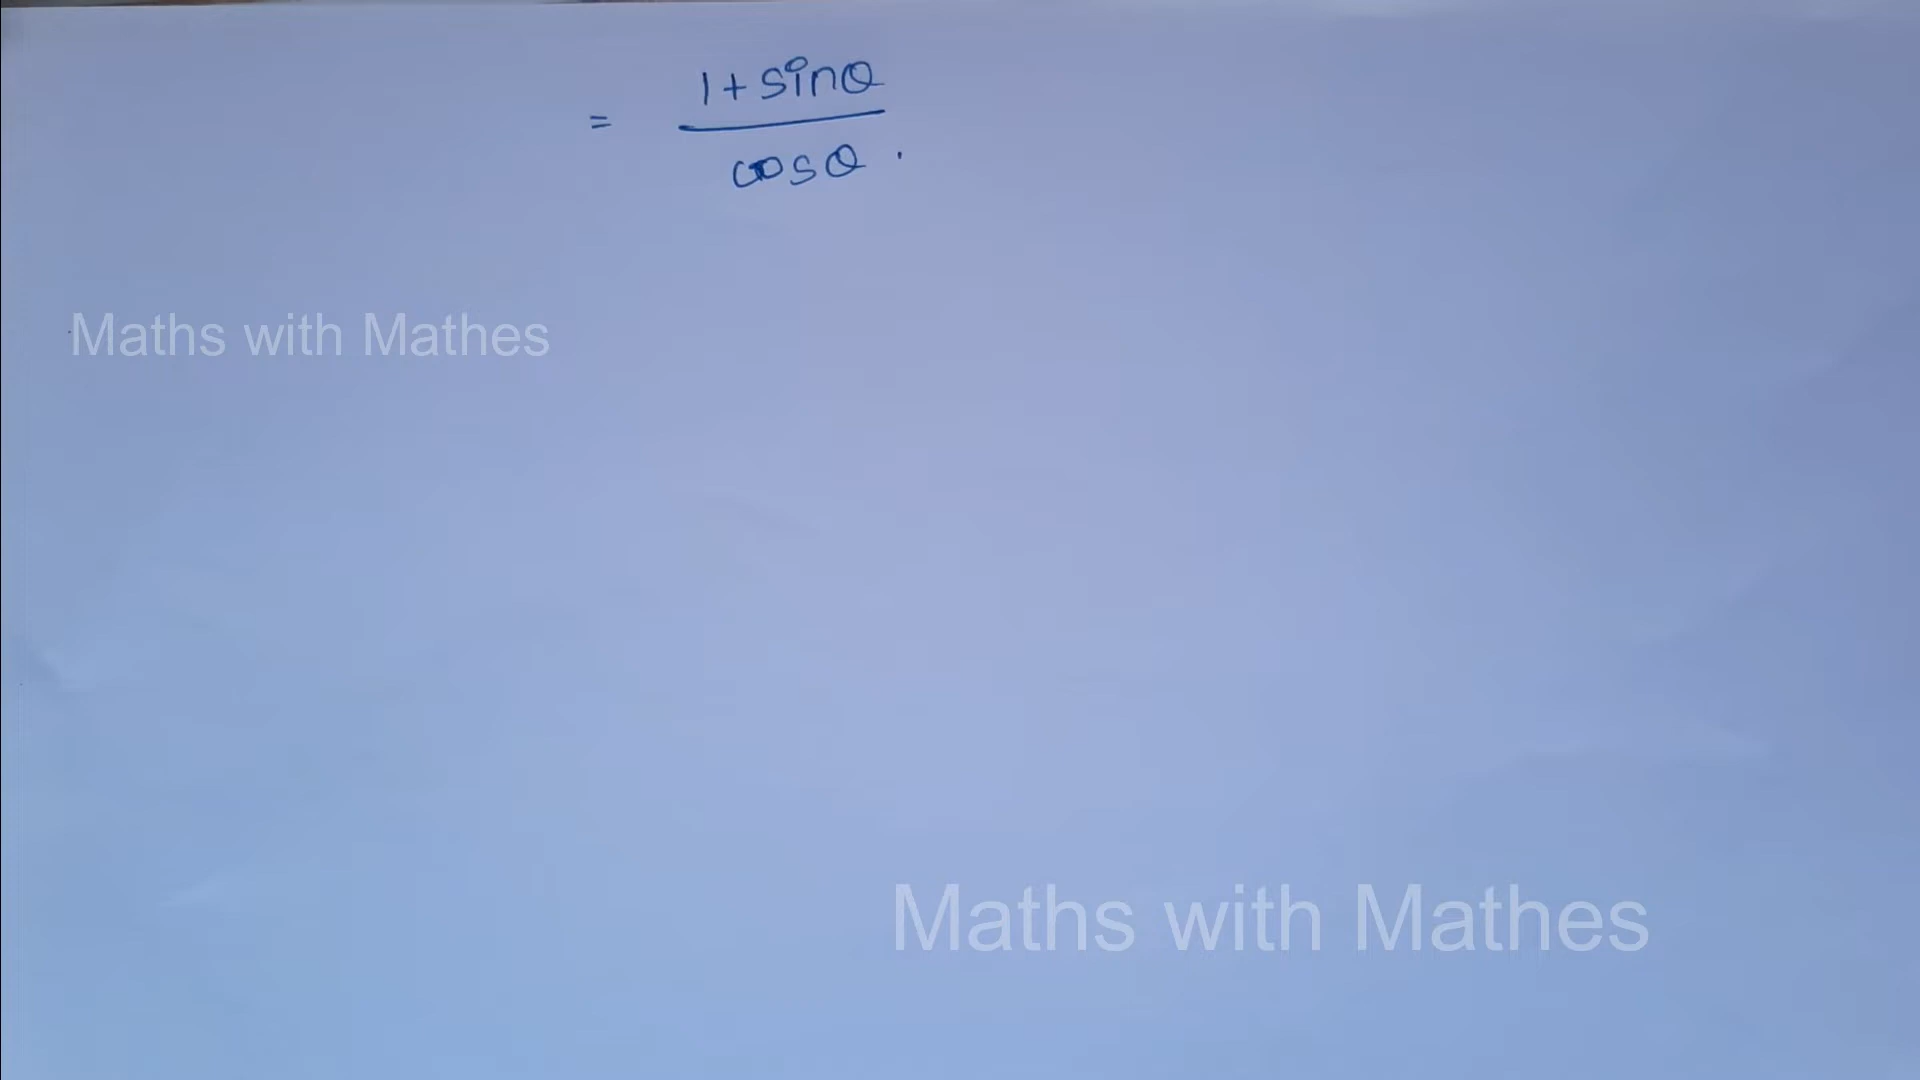 = 1 + sinθ / cosθ .
Maths with Mathes
Maths with Mathes